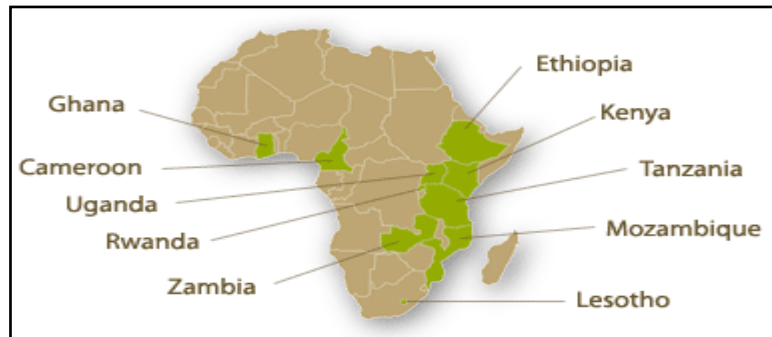 Ethiopia
Ghana
Kenya
Cameroon
Tanzania
Uganda
Mozambique
Rwanda
Zambia
Lesotho